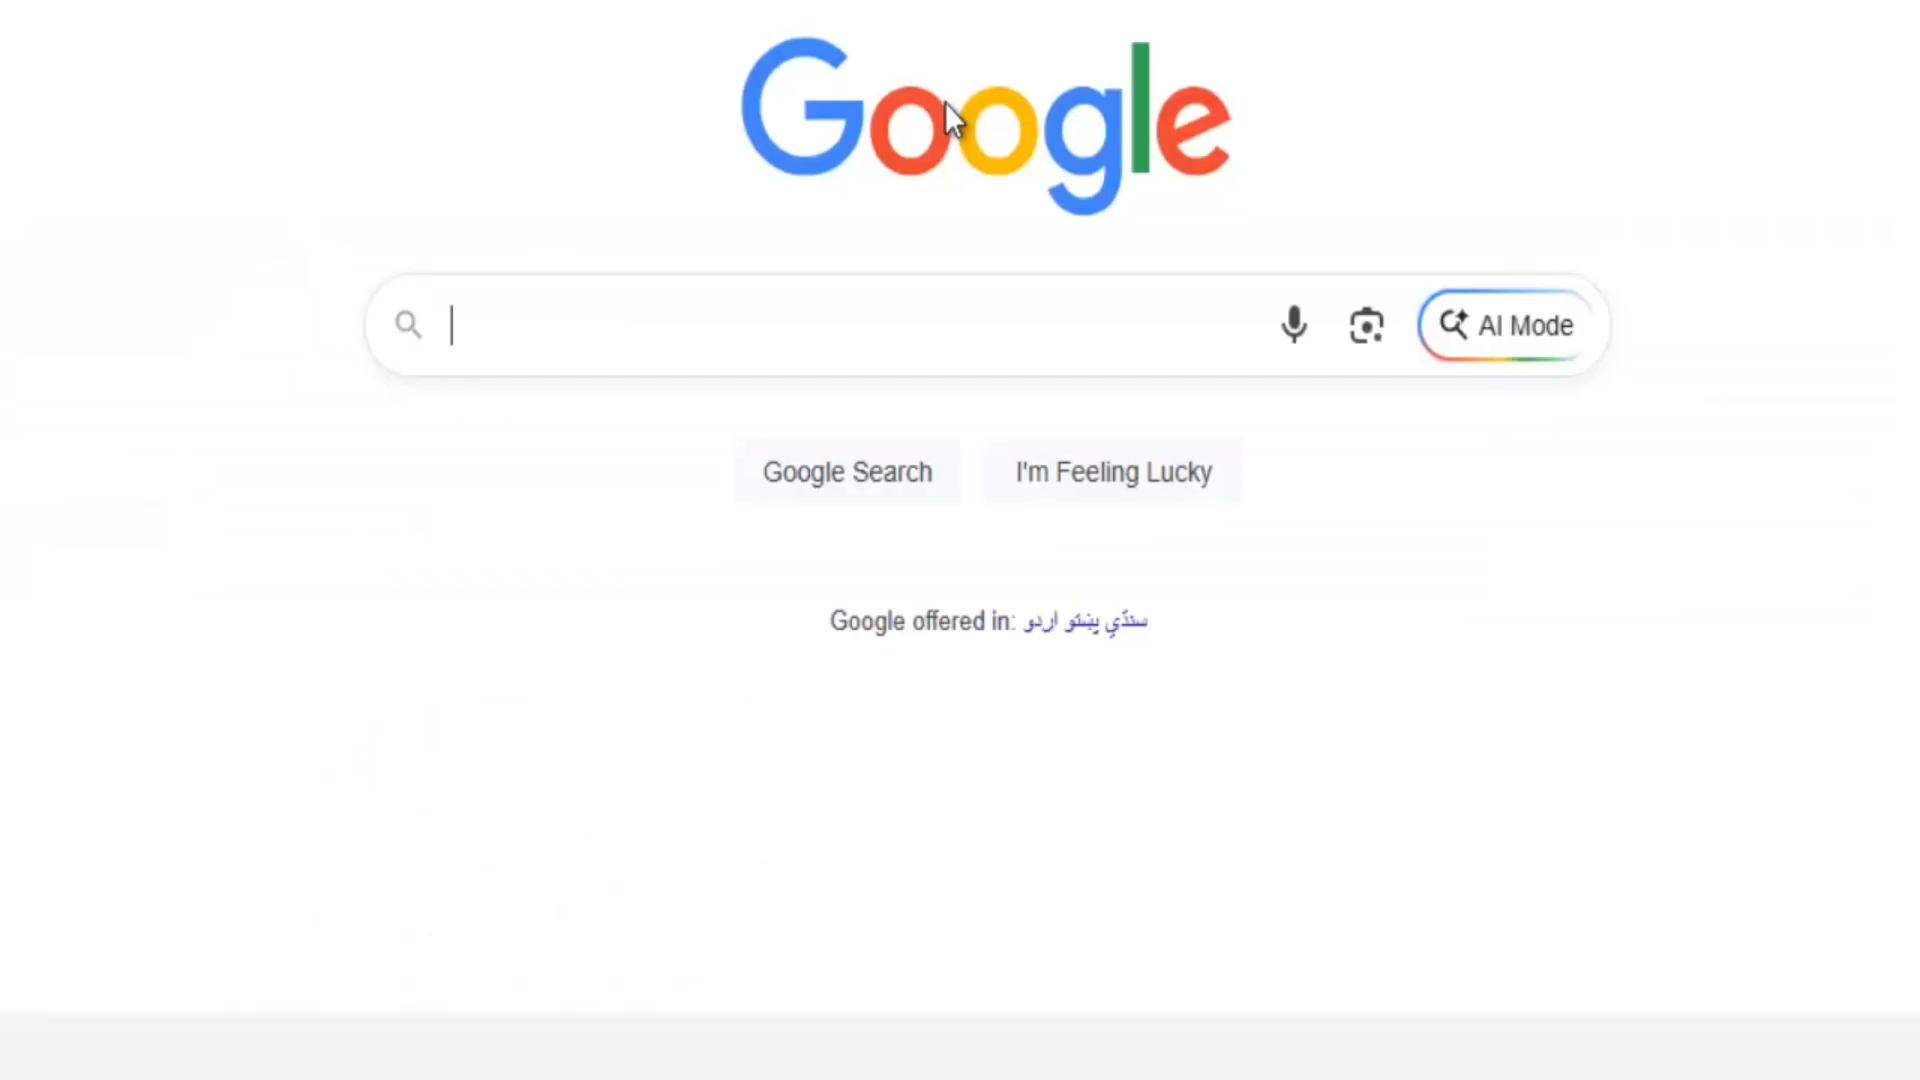 Google
AI Mode
Google Search
I'm Feeling Lucky
Google offered in: اردو پښتو سنڌي